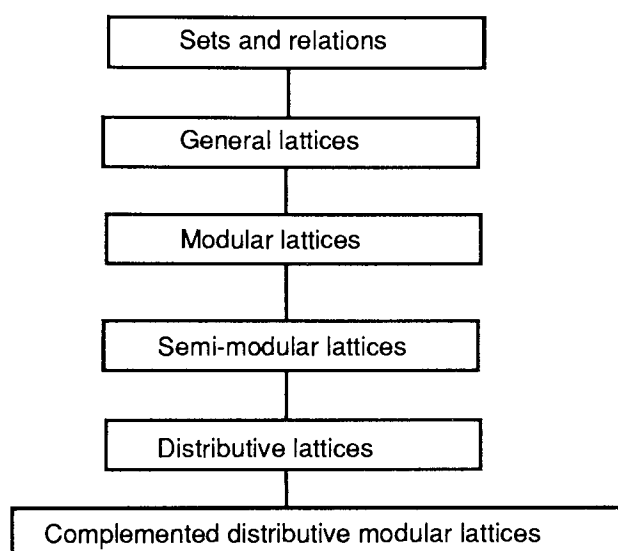 Sets and relations
General lattices
Modular lattices
Semi-modular lattices
Distributive lattices
Complemented distributive modular lattices